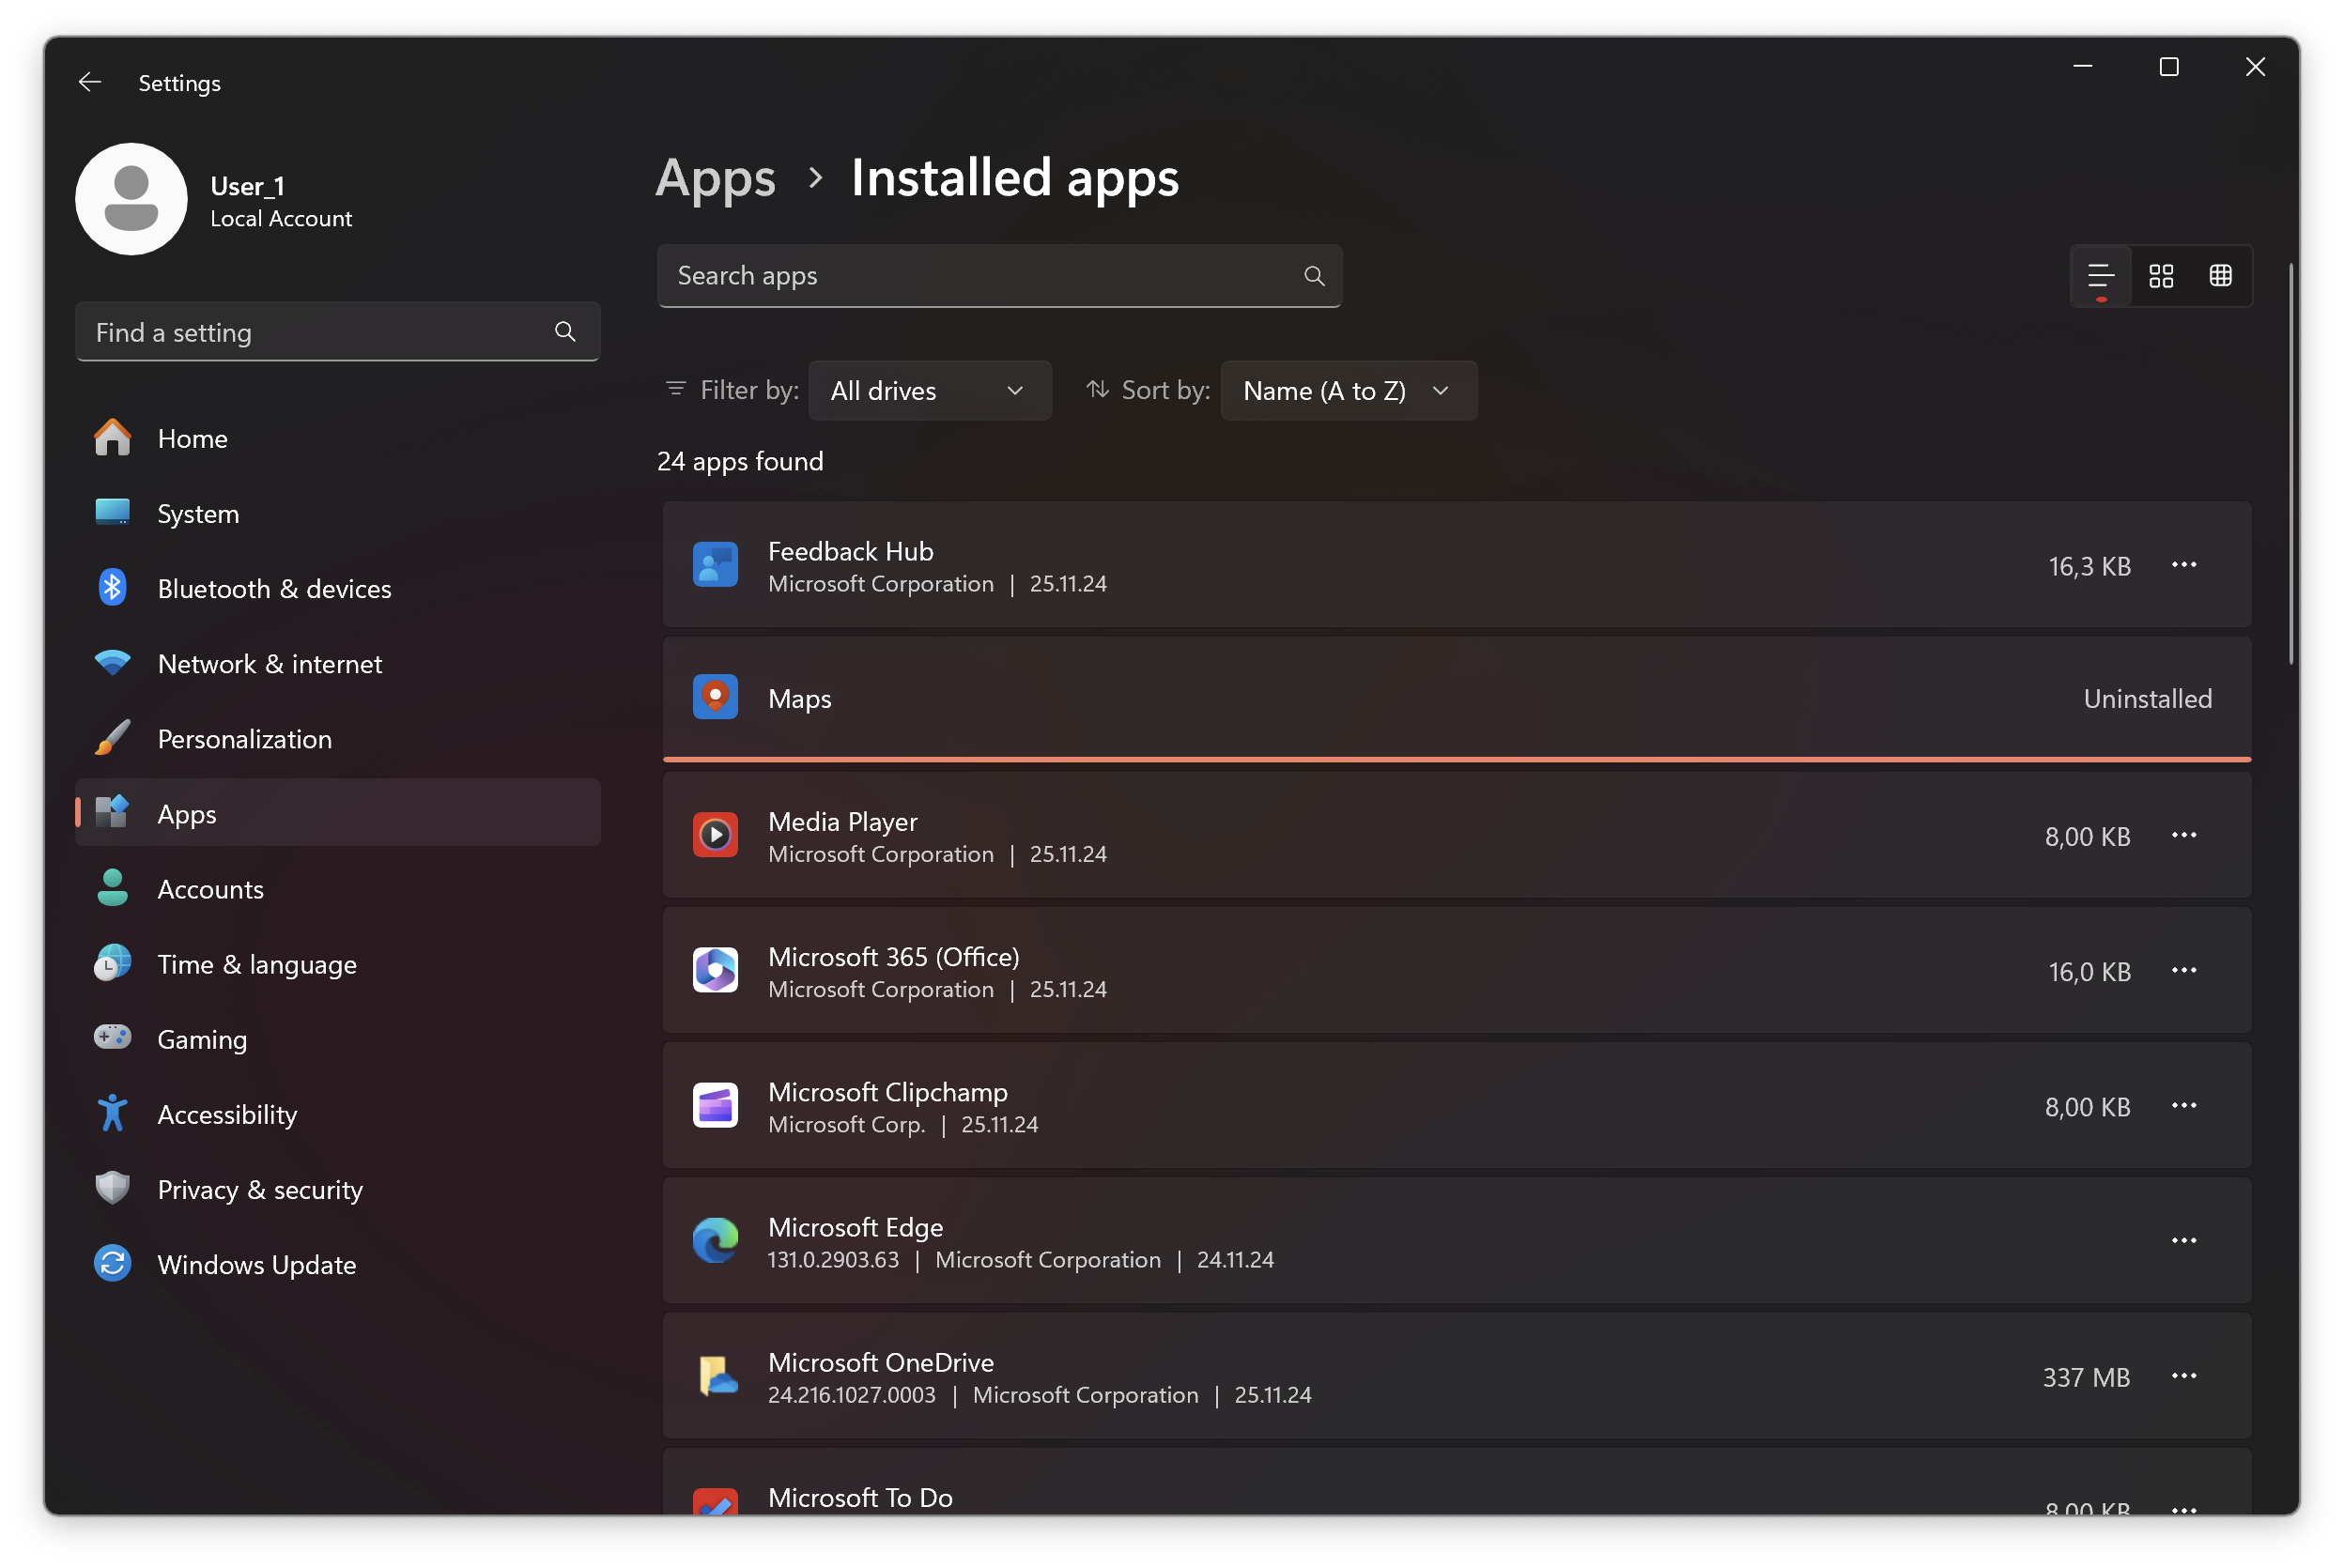 Settings
User_1
Local Account
Find a setting
Home
System
Bluetooth & devices
Network & internet
Personalization
Apps
Accounts
Time & language
Gaming
Accessibility
Privacy & security
Windows Update
Apps > Installed apps
Search apps
Filter by: All drives Sort by: Name (A to Z)
24 apps found
Feedback Hub
Microsoft Corporation | 25.11.24
16,3 KB
Maps
Uninstalled
Media Player
Microsoft Corporation | 25.11.24
8,00 KB
Microsoft 365 (Office)
Microsoft Corporation | 25.11.24
16,0 KB
Microsoft Clipchamp
Microsoft Corp. | 25.11.24
8,00 KB
Microsoft Edge
131.0.2903.63 | Microsoft Corporation | 24.11.24
Microsoft OneDrive
24.216.1027.0003 | Microsoft Corporation | 25.11.24
337 MB
Microsoft To Do
8,00 KB